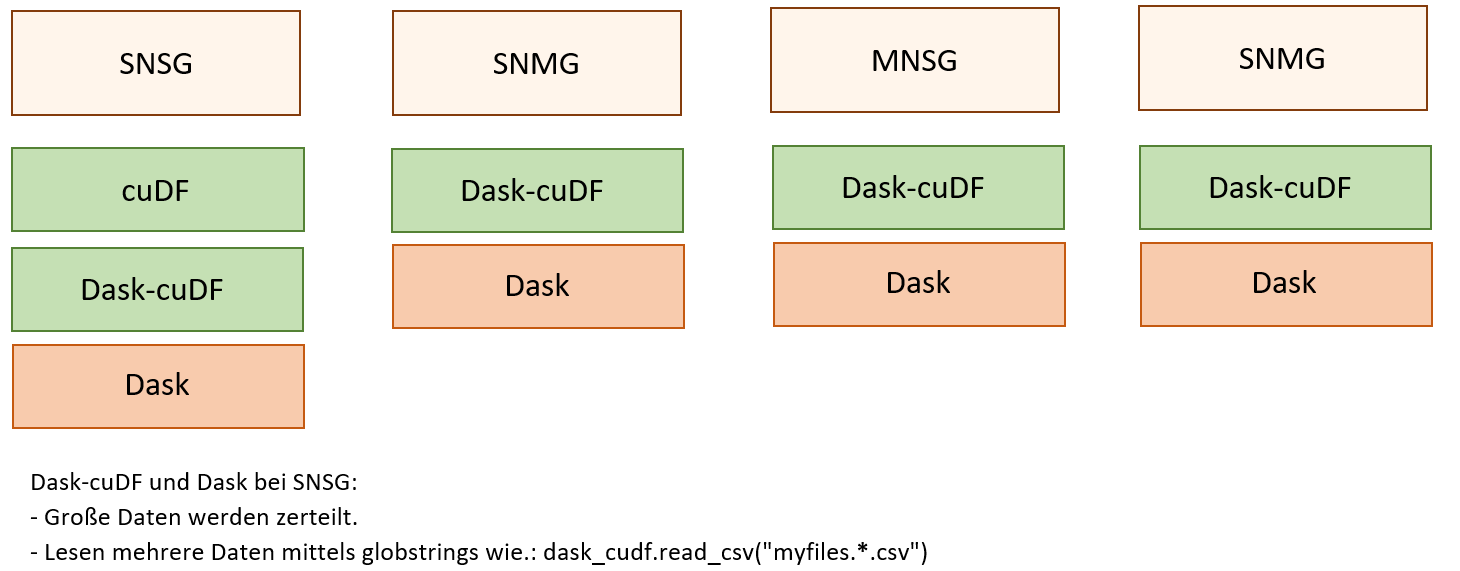 SNSG
SNMG
MNSG
SNMG
cuDF
Dask-cuDF
Dask-cuDF
Dask-cuDF
Dask-cuDF
Dask
Dask
Dask
Dask
Dask-cuDF und Dask bei SNSG:
- Große Daten werden zerteilt.
- Lesen mehrere Daten mittels globstrings wie.: dask_cudf.read_csv("myfiles.*.csv")